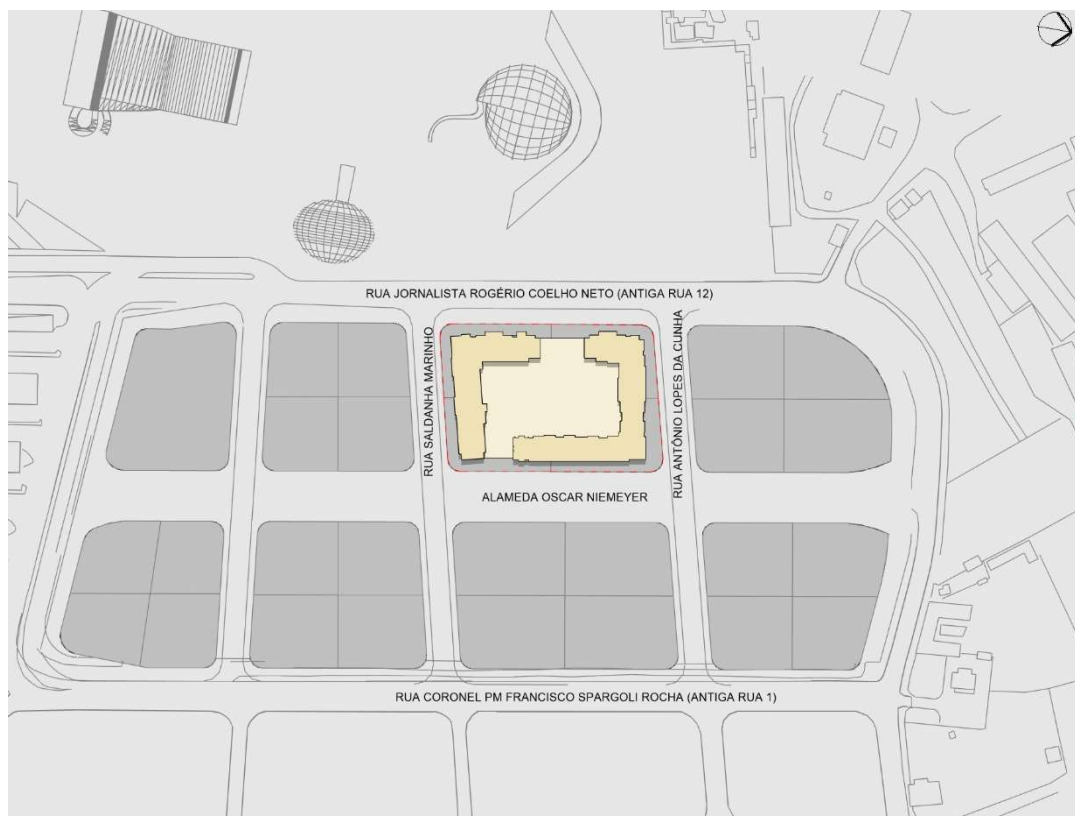 RUA JORNALISTA ROGÉRIO COELHO NETO (ANTIGA RUA 12)
RUA SALDANHA MARINHO
RUA ANTÔNIO LOPES DA CUNHA
ALAMEDA OSCAR NIEMEYER
RUA CORONEL PM FRANCISCO SPARGOLI ROCHA (ANTIGA RUA 1)